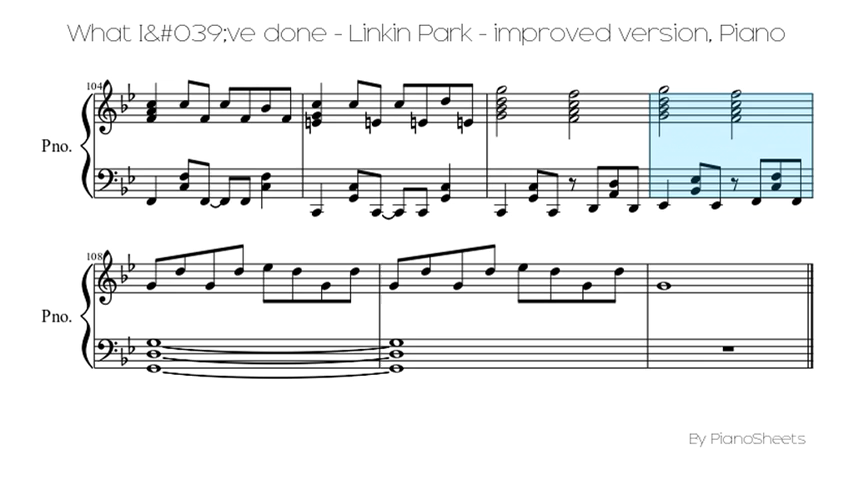 What I&#039;ve done - Linkin Park - improved version, Piano
104
Pno.
108
Pno.
By PianoSheets